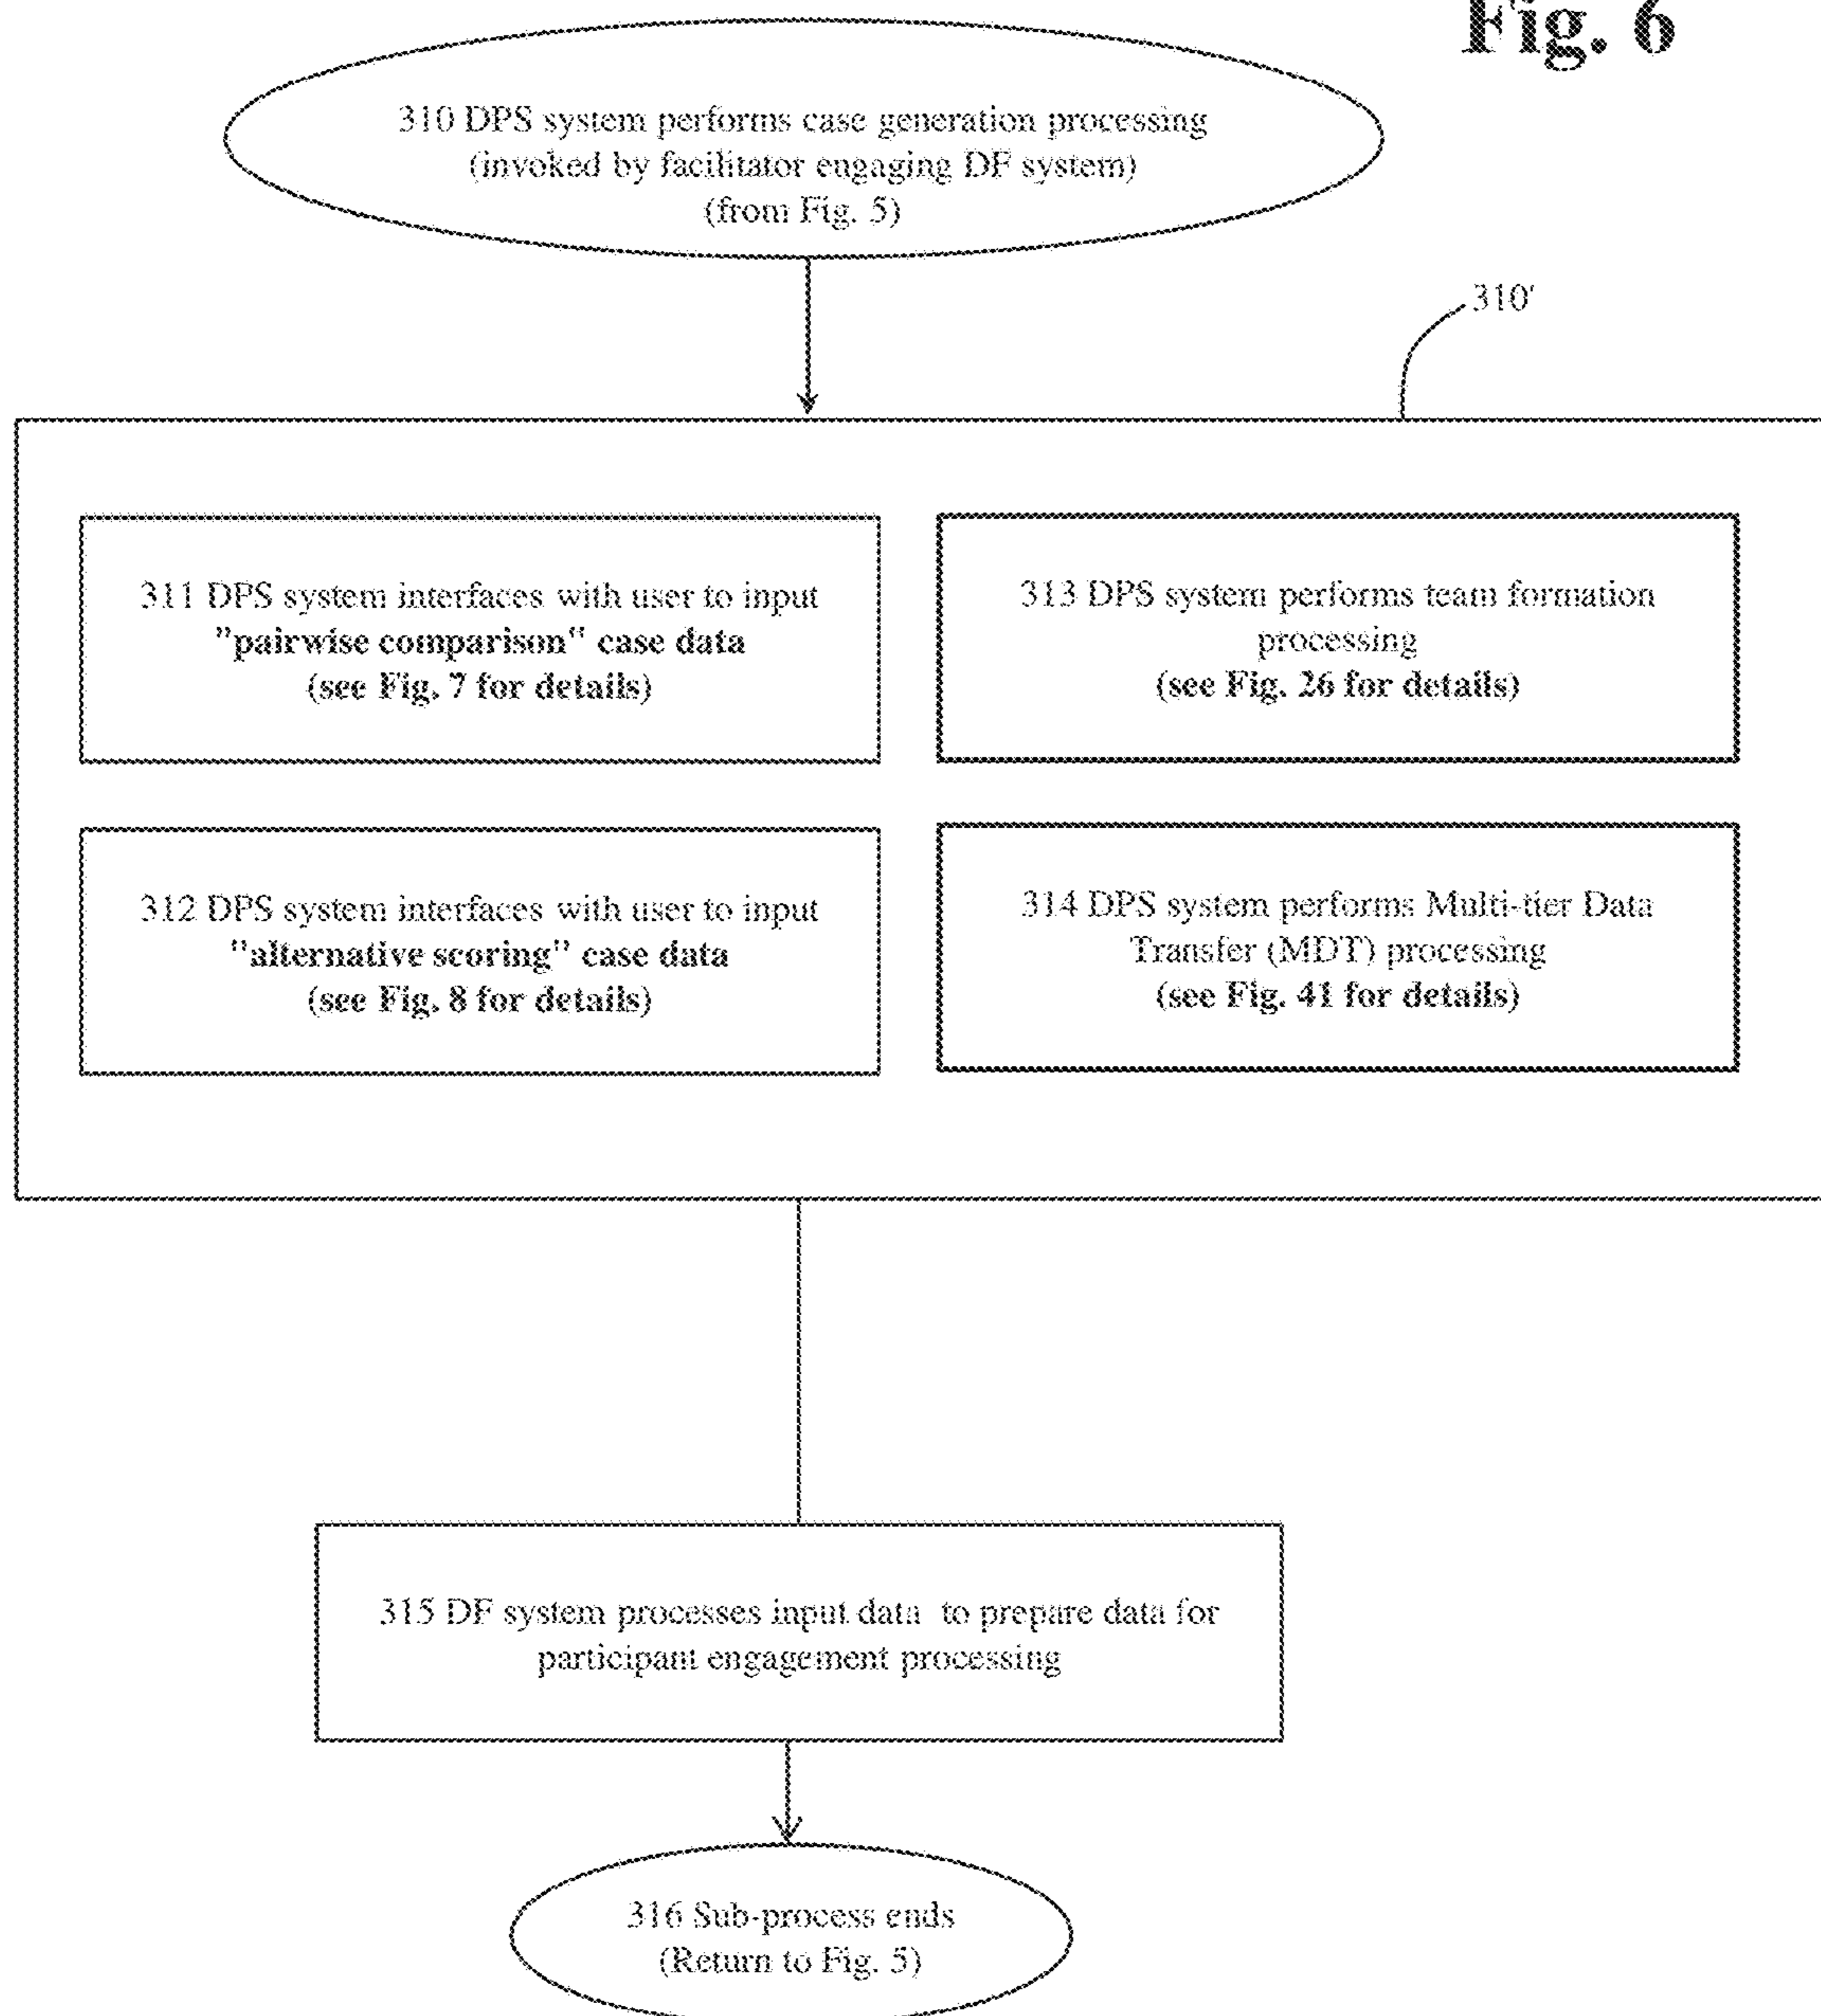 Fig. 6
310 DPS system performs case generation processing
(invoked by facilitator engaging DF system)
(from Fig. 5)
310'
311 DPS system interfaces with user to input
"pairwise comparison" case data
(see Fig. 7 for details)
313 DPS system performs team formation
processing
(see Fig. 26 for details)
312 DPS system interfaces with user to input
"alternative scoring" case data
(see Fig. 8 for details)
314 DPS system performs Multi-tier Data
Transfer (MDT) processing
(see Fig. 41 for details)
315 DF system processes input data to prepare data for
participant engagement processing
316 Sub-process ends
(Return to Fig. 5)